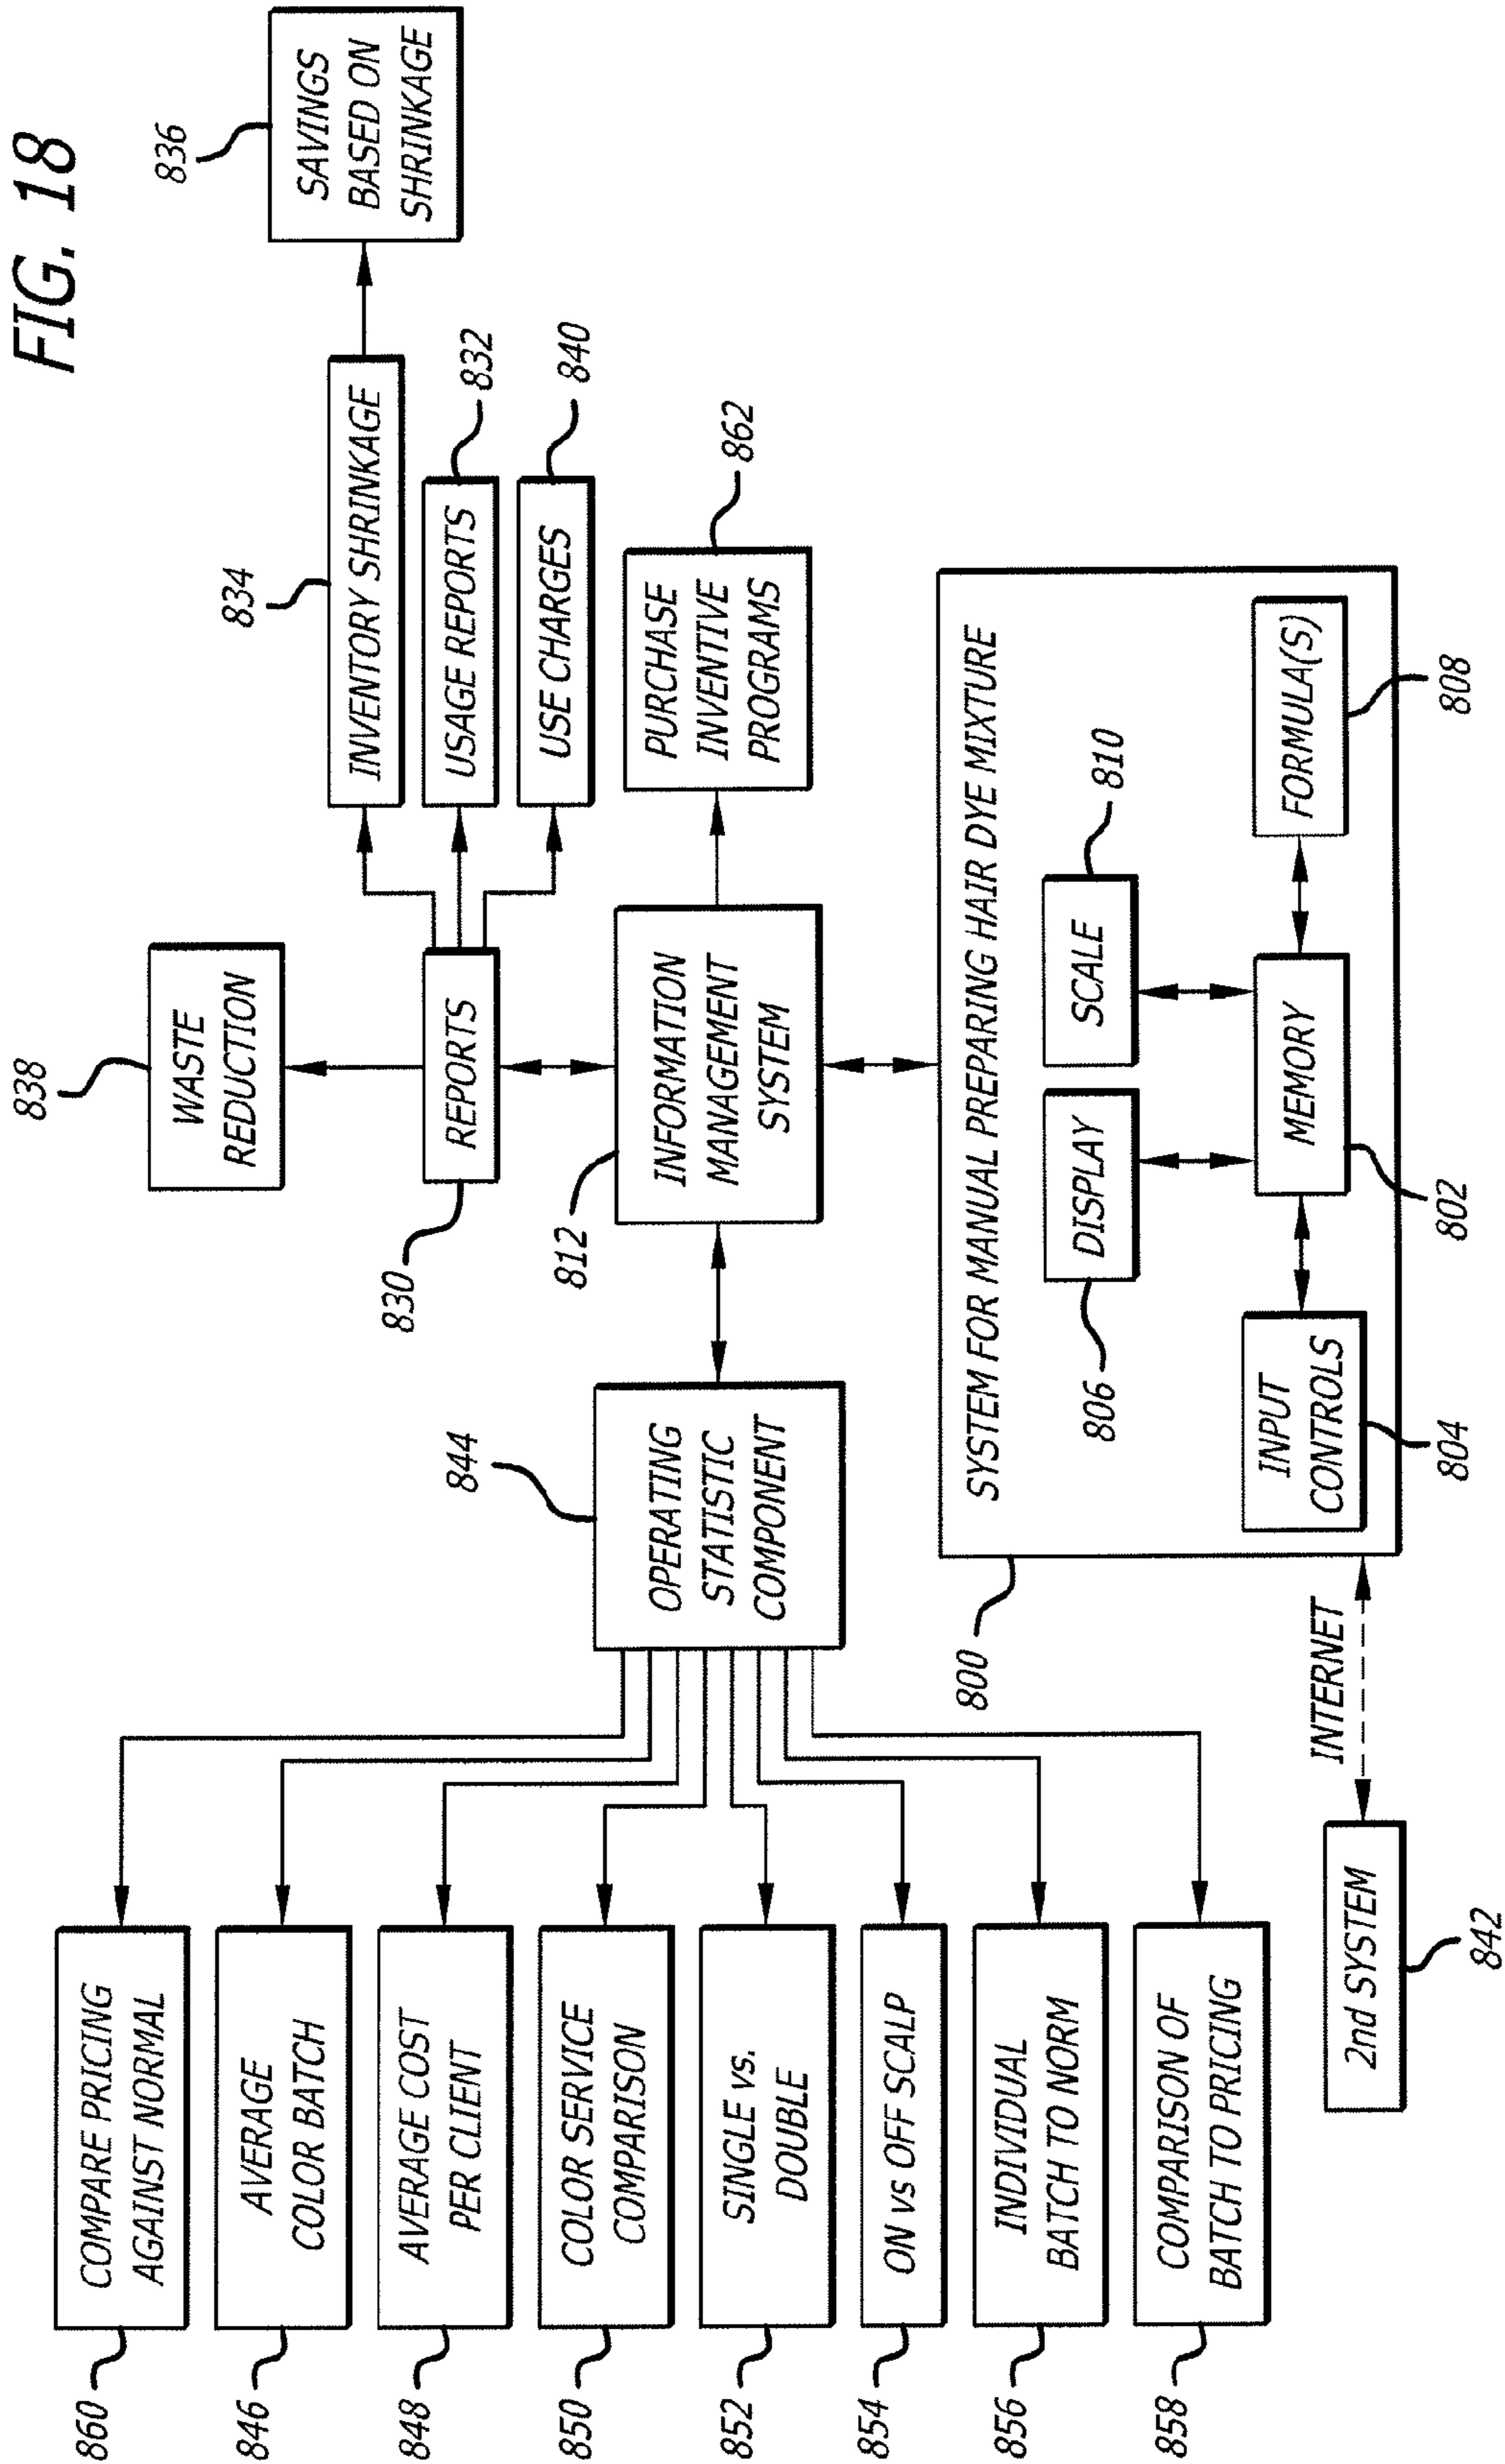 FIG. 18
860
COMPARE PRICING
AGAINST NORMAL
846
AVERAGE
COLOR BATCH
848
AVERAGE COST
PER CLIENT
850
COLOR SERVICE
COMPARISON
852
SINGLE vs.
DOUBLE
854
ON vs OFF SCALP
856
INDIVIDUAL
BATCH TO NORM
858
COMPARISON OF
BATCH TO PRICING
844
OPERATING
STATISTIC
COMPONENT
838
WASTE
REDUCTION
830
REPORTS
834
INVENTORY SHRINKAGE
836
SAVINGS
BASED ON
SHRINKAGE
USAGE REPORTS
832
USE CHARGES
840
812
INFORMATION
MANAGEMENT
SYSTEM
PURCHASE
INVENTIVE
PROGRAMS
862
800
SYSTEM FOR MANUAL PREPARING HAIR DYE MIXTURE
806
DISPLAY
SCALE
810
INPUT
CONTROLS
804
MEMORY
802
FORMULA(S)
808
INTERNET
2nd SYSTEM
842